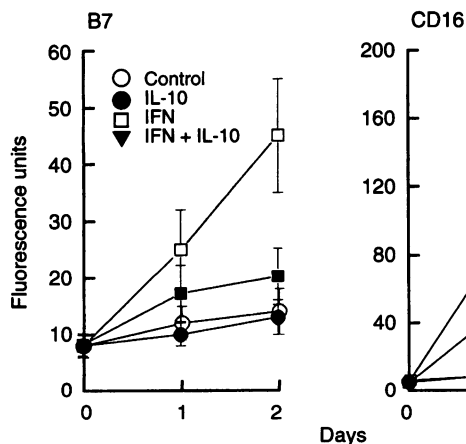 B7
Fluorescence units
60
50
40
30
20
10
0
Control
IL-10
IFN
IFN + IL-10
0 1 2
CD16
200
160
120
80
40
0
0
Days